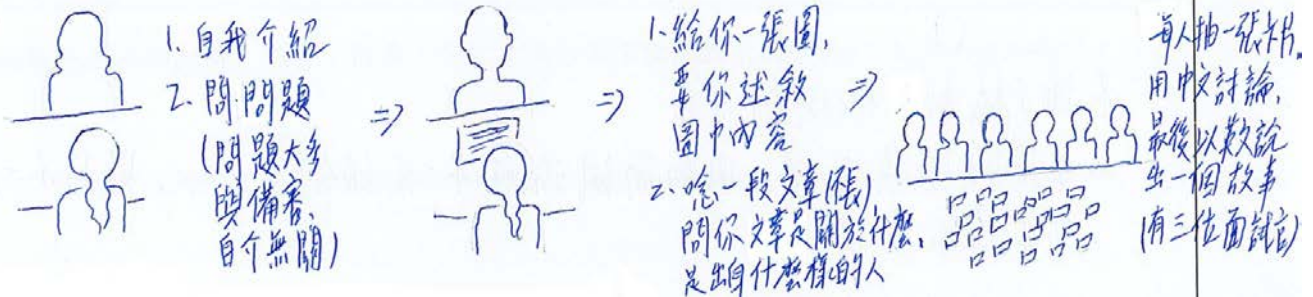 1. 自我介紹
2. 問問題
(問題大多
與備審、
自介無關)
⇒
⇒
1. 給你一張圖,
要你述敘
圖中內容
2. 唸一段文章(張),
問你文章是關於什麼、
是出自什麼樣的人
⇒
每人抽一張卡片,
用中文討論,
最後以數說
出一個故事
(有三位面試官)